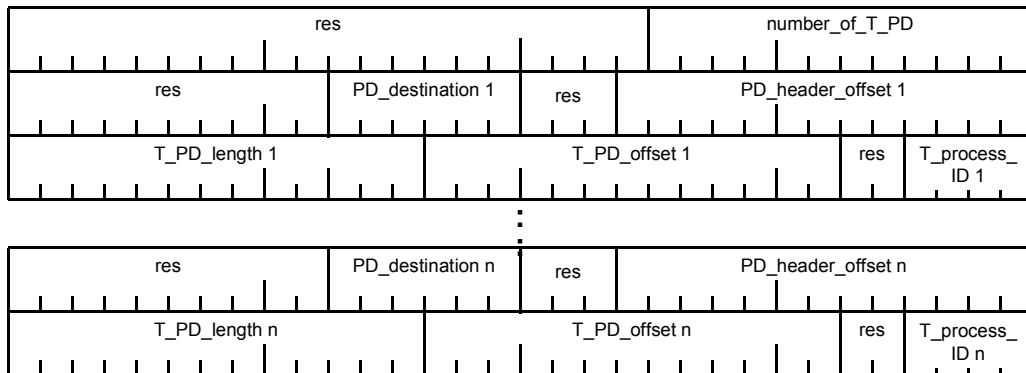 res number_of_T_PD
res PD_destination 1 res PD_header_offset 1
T_PD_length 1 T_PD_offset 1 res T_process_
ID 1
res PD_destination n res PD_header_offset n
T_PD_length n T_PD_offset n res T_process_
ID n